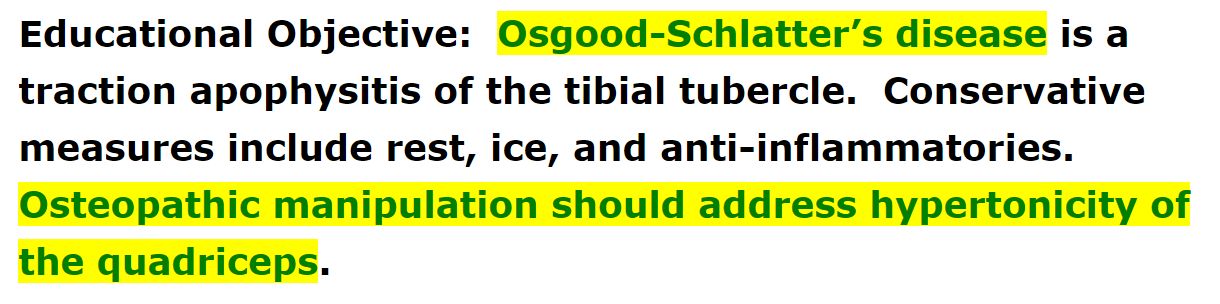 Educational Objective:  Osgood-Schlatter’s disease is a
traction apophysitis of the tibial tubercle.  Conservative
measures include rest, ice, and anti-inflammatories.
Osteopathic manipulation should address hypertonicity of
the quadriceps.